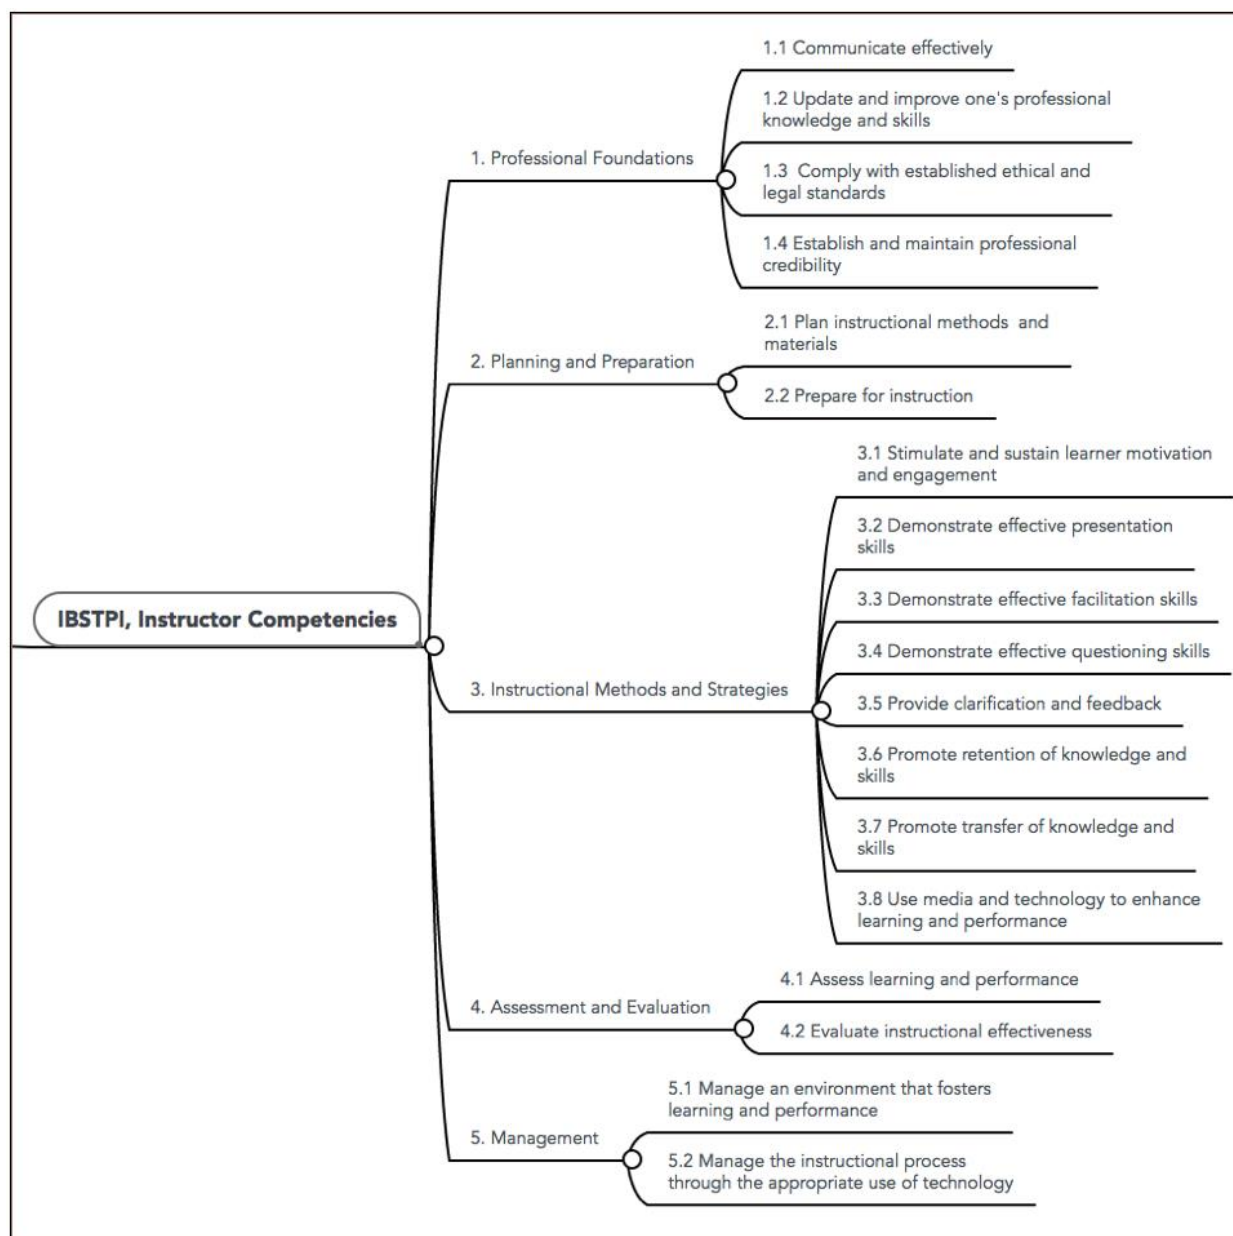 IBSTPI, Instructor Competencies
1. Professional Foundations
1.1 Communicate effectively
1.2 Update and improve one's professional
knowledge and skills
1.3 Comply with established ethical and
legal standards
1.4 Establish and maintain professional
credibility
2. Planning and Preparation
2.1 Plan instructional methods and
materials
2.2 Prepare for instruction
3. Instructional Methods and Strategies
3.1 Stimulate and sustain learner motivation
and engagement
3.2 Demonstrate effective presentation
skills
3.3 Demonstrate effective facilitation skills
3.4 Demonstrate effective questioning skills
3.5 Provide clarification and feedback
3.6 Promote retention of knowledge and
skills
3.7 Promote transfer of knowledge and
skills
3.8 Use media and technology to enhance
learning and performance
4. Assessment and Evaluation
4.1 Assess learning and performance
4.2 Evaluate instructional effectiveness
5. Management
5.1 Manage an environment that fosters
learning and performance
5.2 Manage the instructional process
through the appropriate use of technology